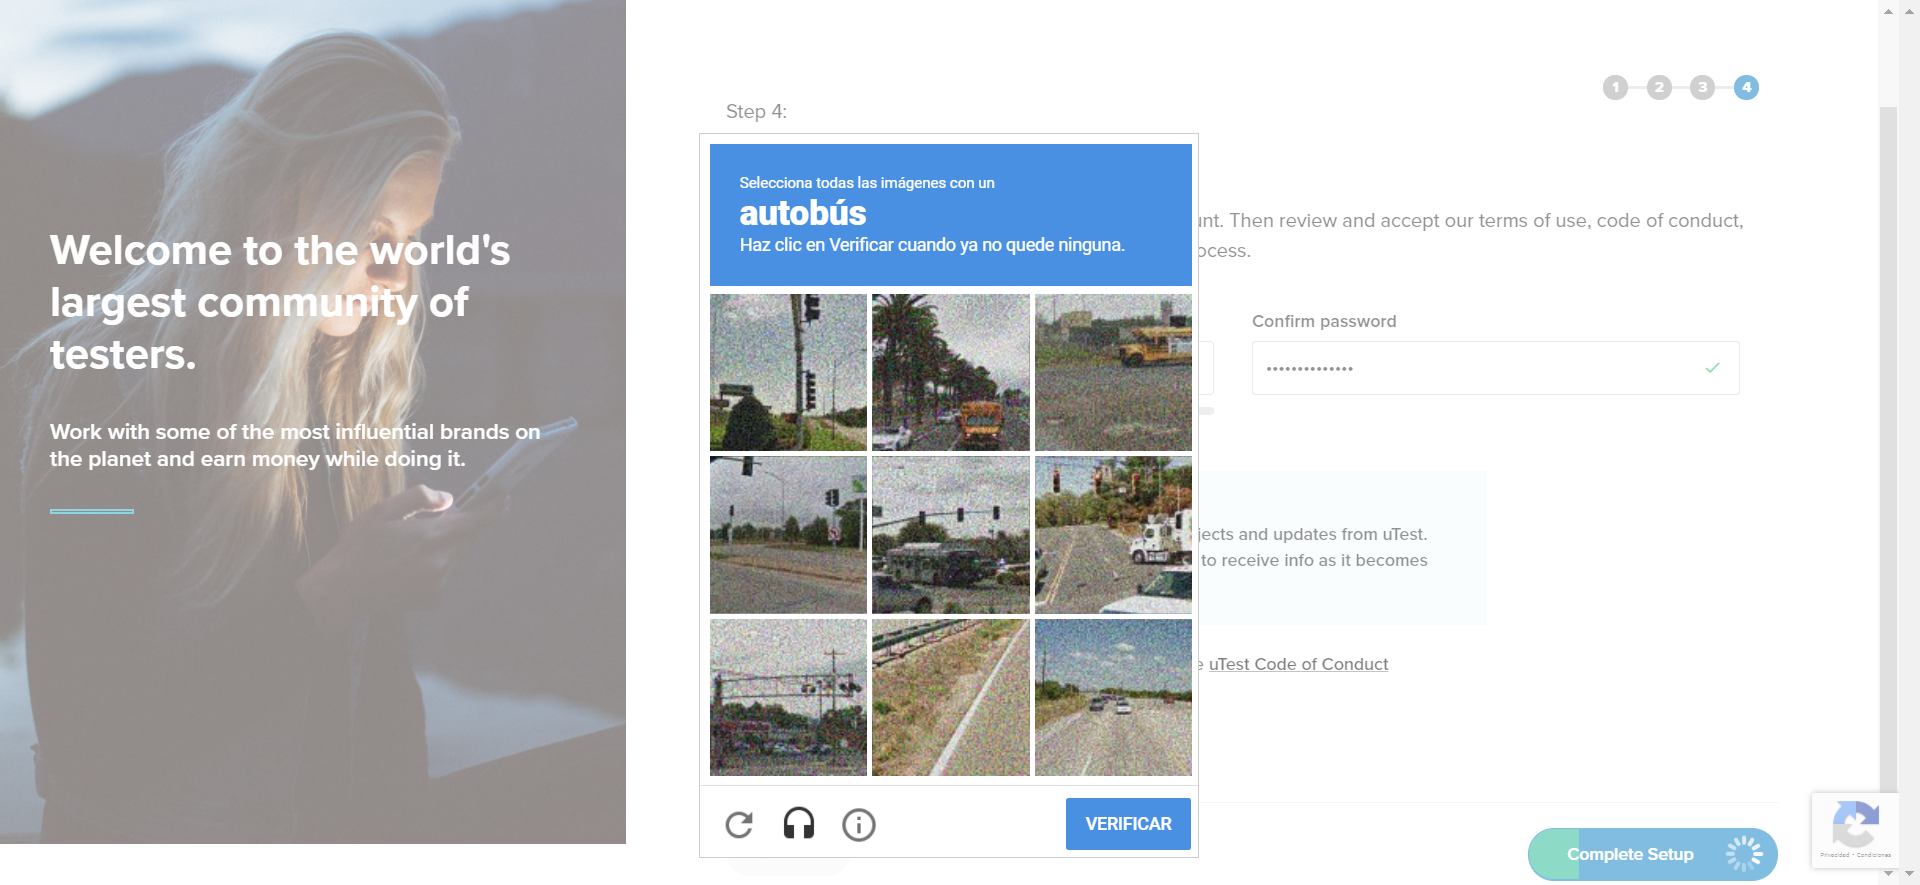 Welcome to the world's
largest community of
testers.
Work with some of the most influential brands on
the planet and earn money while doing it.
1 2 3 4
Step 4:
unt. Then review and accept our terms of use, code of conduct,
ocess.
Confirm password
jects and updates from uTest.
to receive info as it becomes
e uTest Code of Conduct
Selecciona todas las imágenes con un
autobús
Haz clic en Verificar cuando ya no quede ninguna.
VERIFICAR
Complete Setup
Privacidad - Condiciones